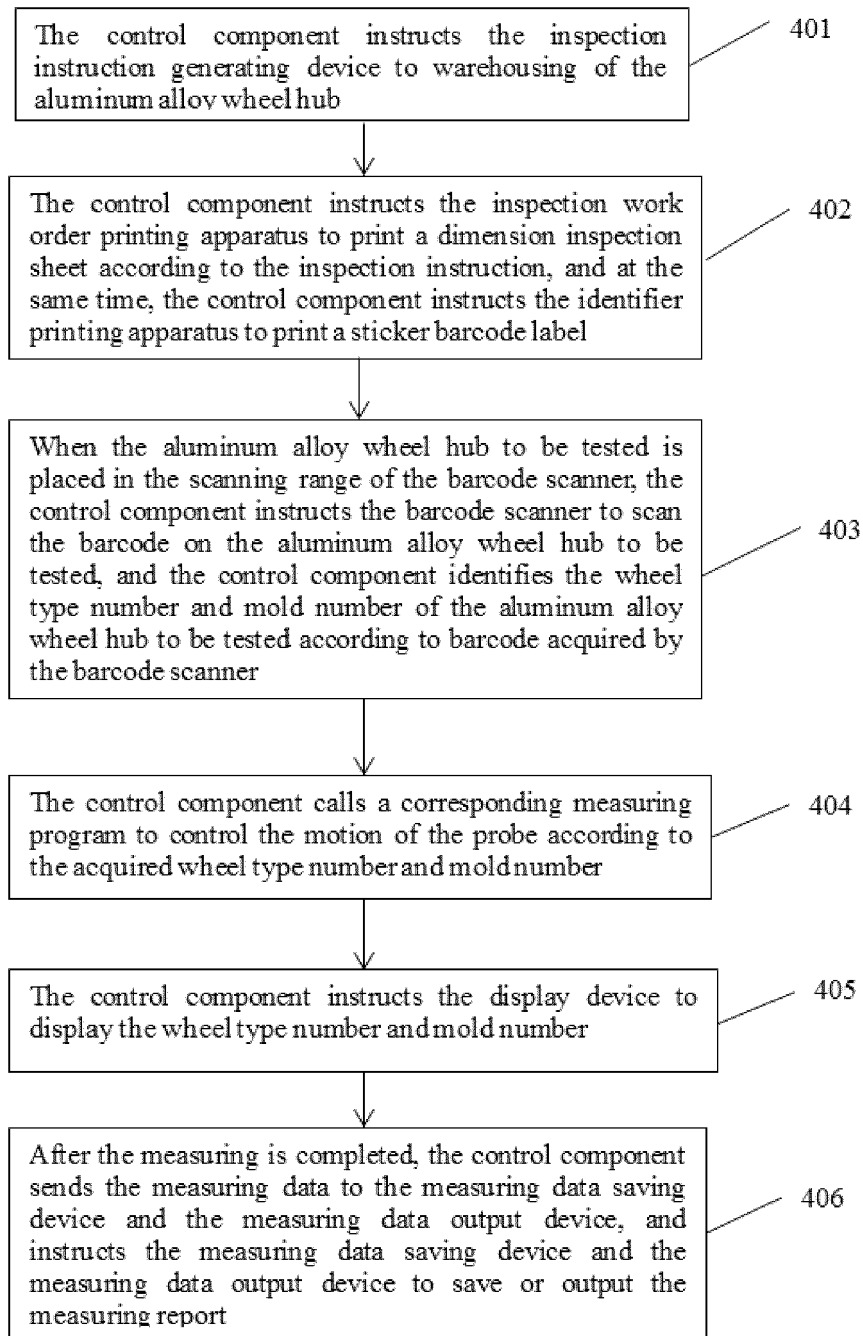 The control component instructs the inspection
instruction generating device to warehousing of the
aluminum alloy wheel hub
401
The control component instructs the inspection work
order printing apparatus to print a dimension inspection
sheet according to the inspection instruction, and at the
same time, the control component instructs the identifier
printing apparatus to print a sticker barcode label
402
When the aluminum alloy wheel hub to be tested is
placed in the scanning range of the barcode scanner, the
control component instructs the barcode scanner to scan
the barcode on the aluminum alloy wheel hub to be
tested, and the control component identifies the wheel
type number and mold number of the aluminum alloy
wheel hub to be tested according to barcode acquired by
the barcode scanner
403
The control component calls a corresponding measuring
program to control the motion of the probe according to
the acquired wheel type number and mold number
404
The control component instructs the display device to
display the wheel type number and mold number
405
After the measuring is completed, the control component
sends the measuring data to the measuring data saving
device and the measuring data output device, and
instructs the measuring data saving device and the
measuring data output device to save or output the
measuring report
406